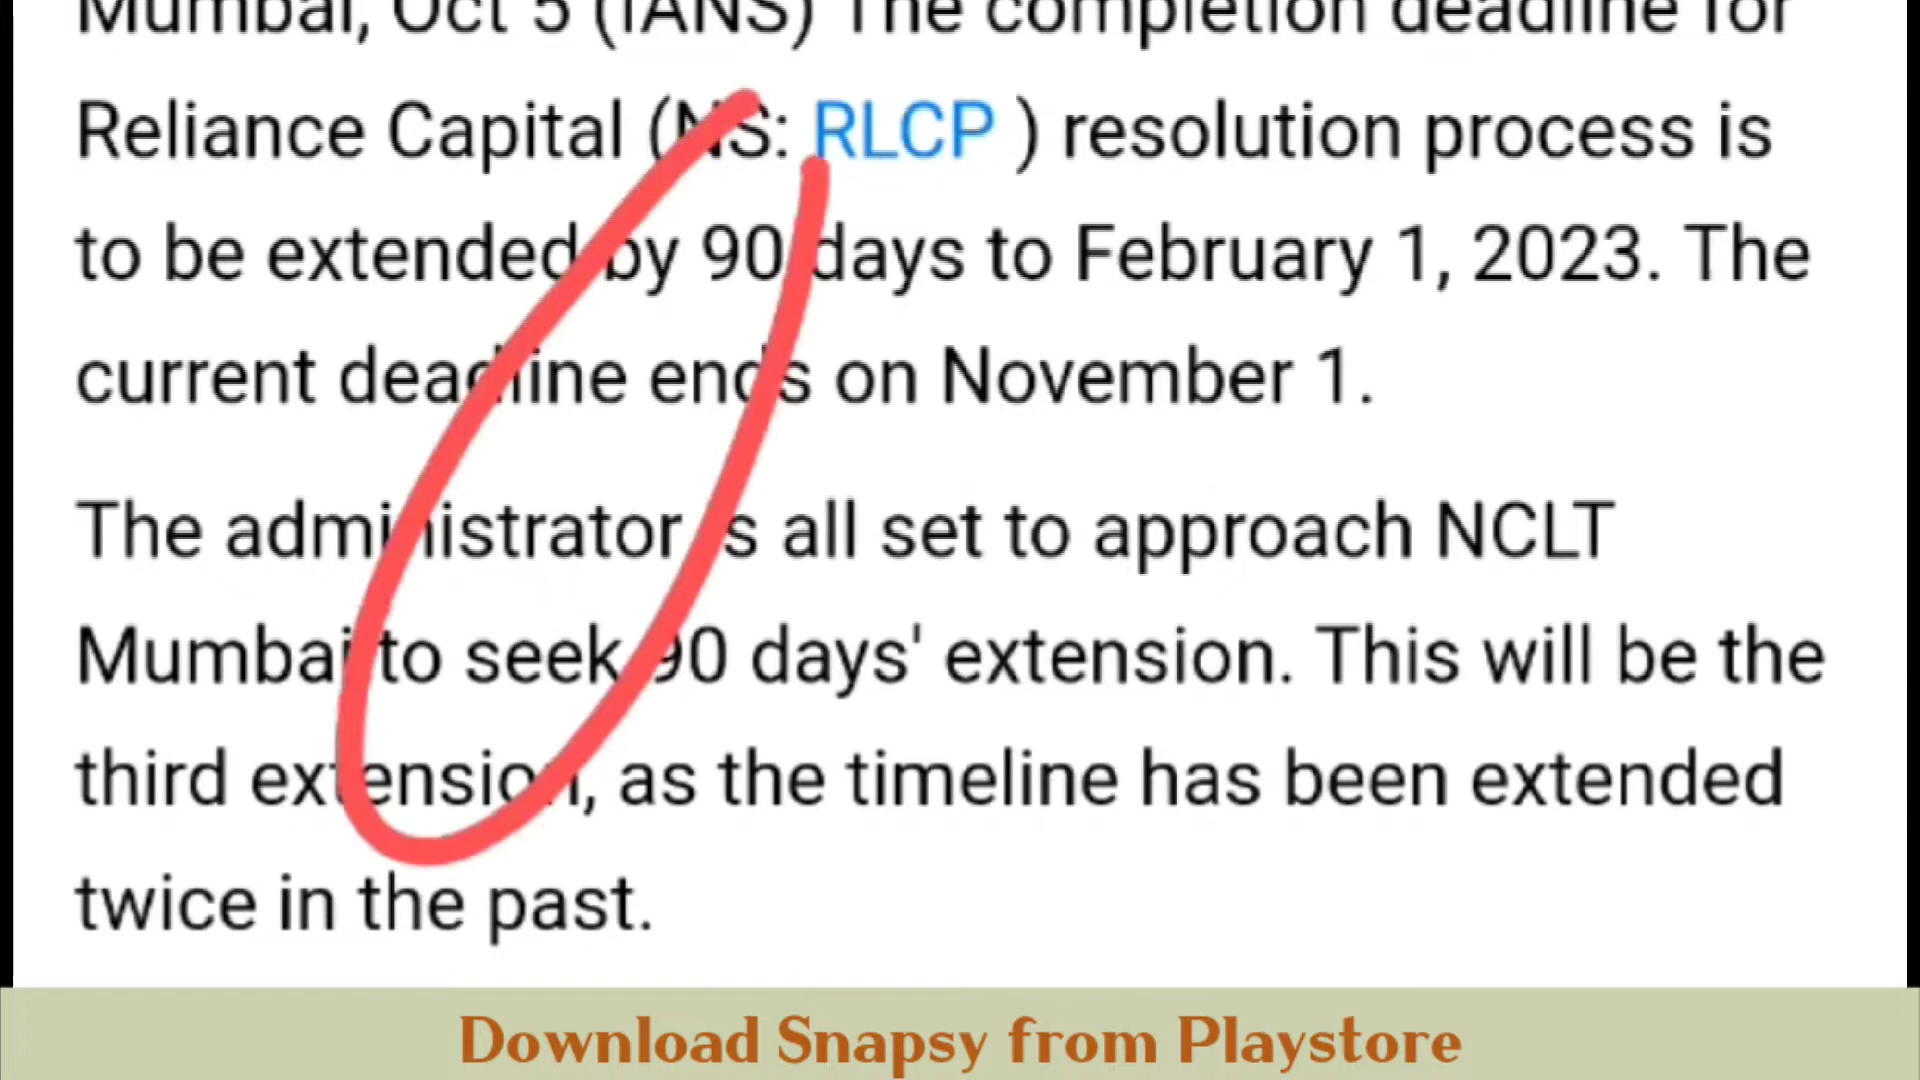 Mumbai, Oct 5 (IANS) The completion deadline for
Reliance Capital (NS: RLCP ) resolution process is
to be extended by 90 days to February 1, 2023. The
current deadline ends on November 1.
The administrator is all set to approach NCLT
Mumbai to seek 90 days' extension. This will be the
third extension, as the timeline has been extended
twice in the past.
Download Snapsy from Playstore